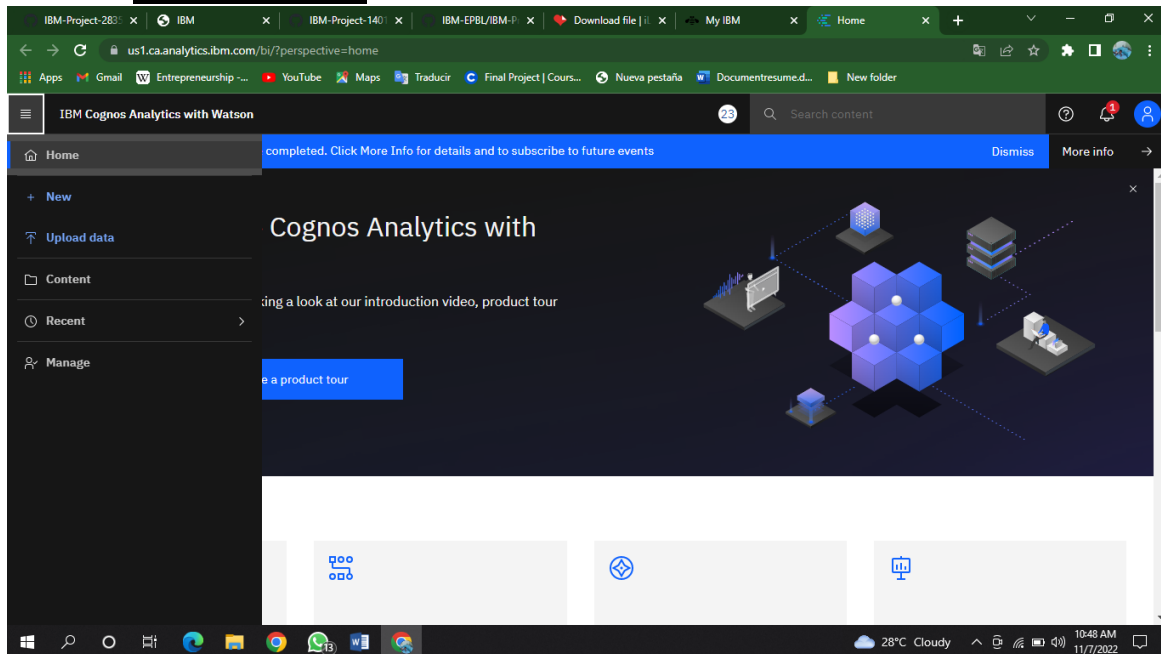 IBM-Project-2835
IBM
IBM-Project-1401
IBM-EPBL/IBM-P
Download file | iL
My IBM
Home
us1.ca.analytics.ibm.com/bi/?perspective=home
Apps
Gmail
Entrepreneurship -...
YouTube
Maps
Traducir
Final Project | Cours...
Nueva pestaña
Documentresume.d...
New folder
IBM Cognos Analytics with Watson
23
Search content
1
Home
completed. Click More Info for details and to subscribe to future events
Dismiss
More info
New
Upload data
Content
Recent
Manage
Cognos Analytics with
king a look at our introduction video, product tour
e a product tour
13
28°C Cloudy
10:48 AM
11/7/2022